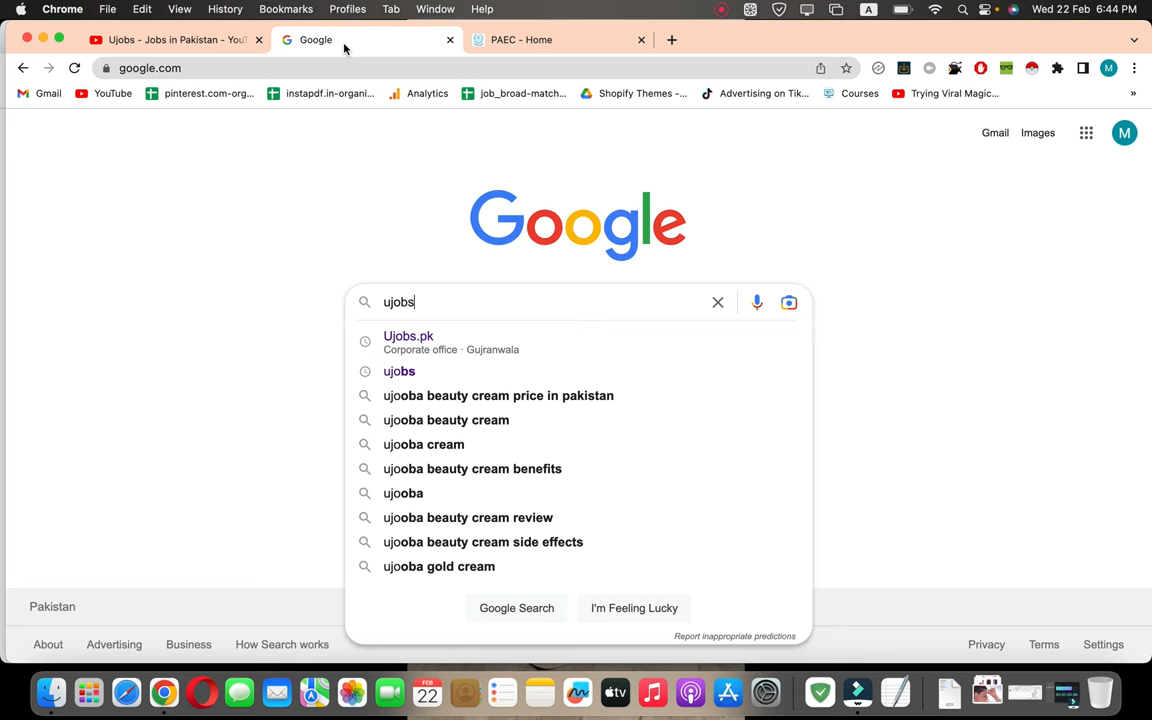 Chrome File Edit View History Bookmarks Profiles Tab Window Help A Wed 22 Feb 6:44 PM
Ujobs - Jobs in Pakistan - YouT Google PAEC - Home
google.com M
Gmail YouTube pinterest.com-org... instapdf.in-organi... Analytics job_broad-match... Shopify Themes -... Advertising on Tik... Courses Trying Viral Magic... »
Gmail Images M
Google
ujobs
Ujobs.pk
Corporate office · Gujranwala
ujobs
ujooba beauty cream price in pakistan
ujooba beauty cream
ujooba cream
ujooba beauty cream benefits
ujooba
ujooba beauty cream review
ujooba beauty cream side effects
ujooba gold cream
Google Search I'm Feeling Lucky
Report inappropriate predictions
Pakistan
About Advertising Business How Search works Privacy Terms Settings
FEB
22
tv